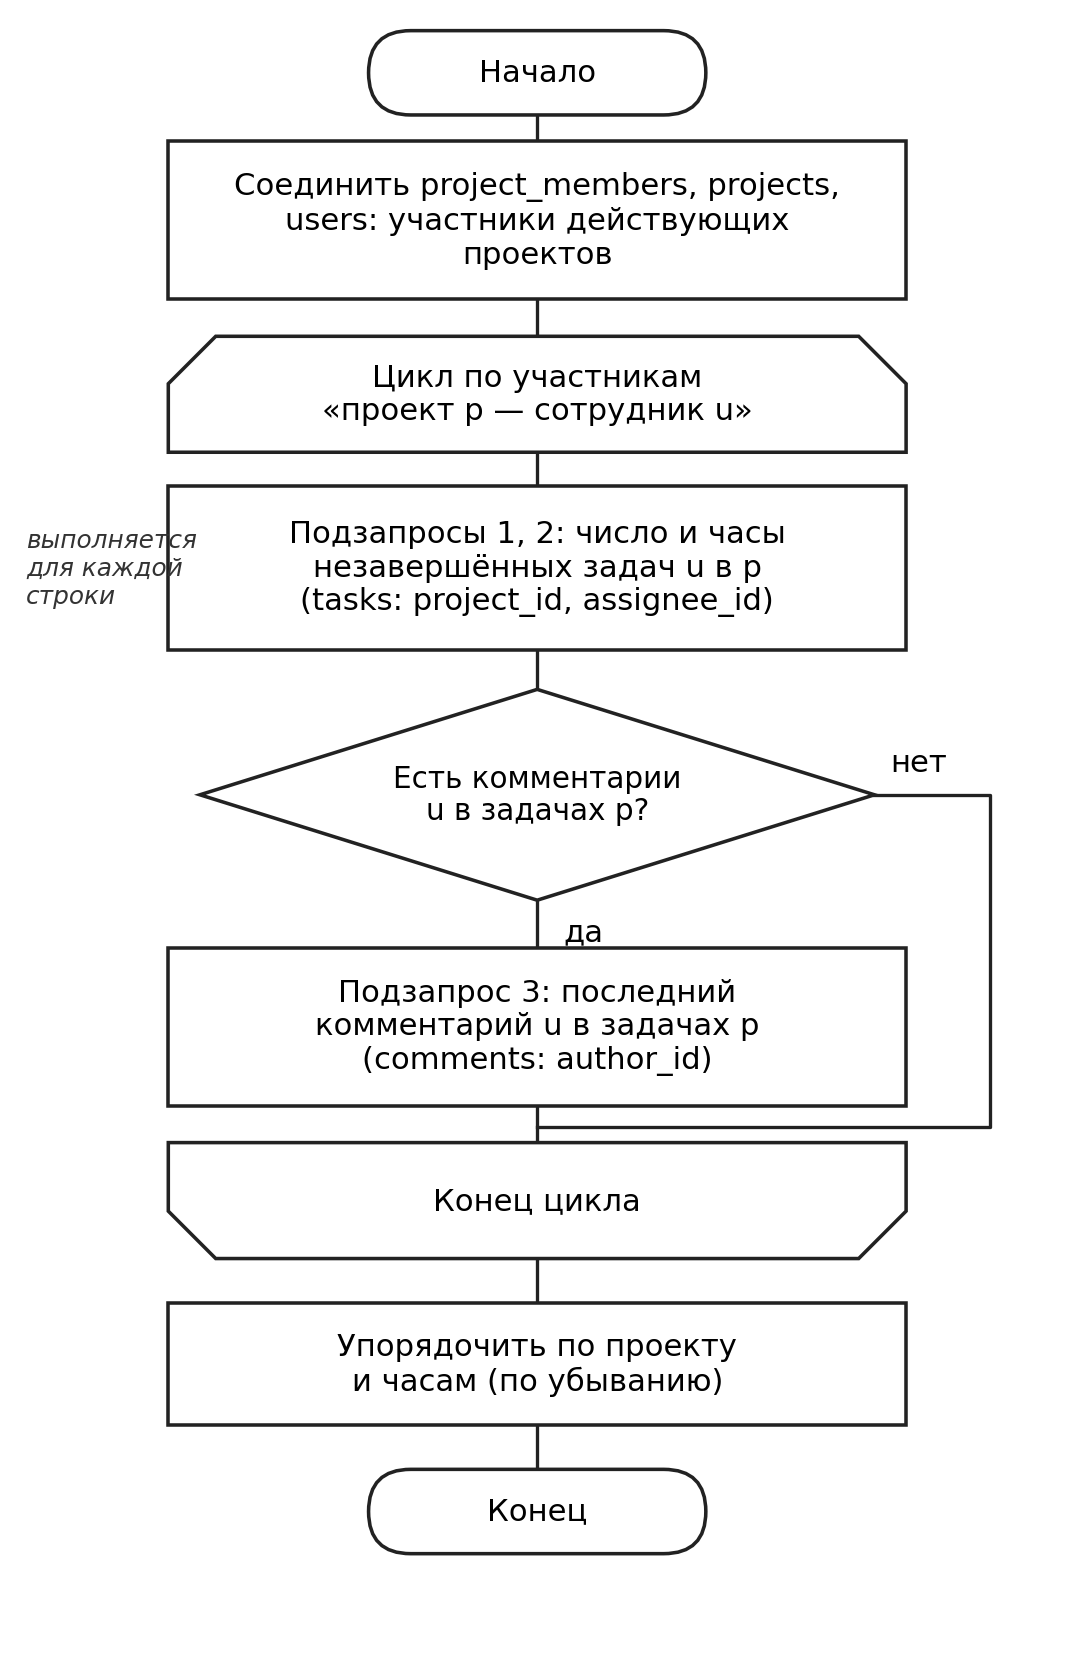 Начало
Соединить project_members, projects,
users: участники действующих
проектов
Цикл по участникам
«проект p — сотрудник u»
выполняется
для каждой
строки
Подзапросы 1, 2: число и часы
незавершённых задач u в p
(tasks: project_id, assignee_id)
Есть комментарии
u в задачах p?
нет
да
Подзапрос 3: последний
комментарий u в задачах p
(comments: author_id)
Конец цикла
Упорядочить по проекту
и часам (по убыванию)
Конец